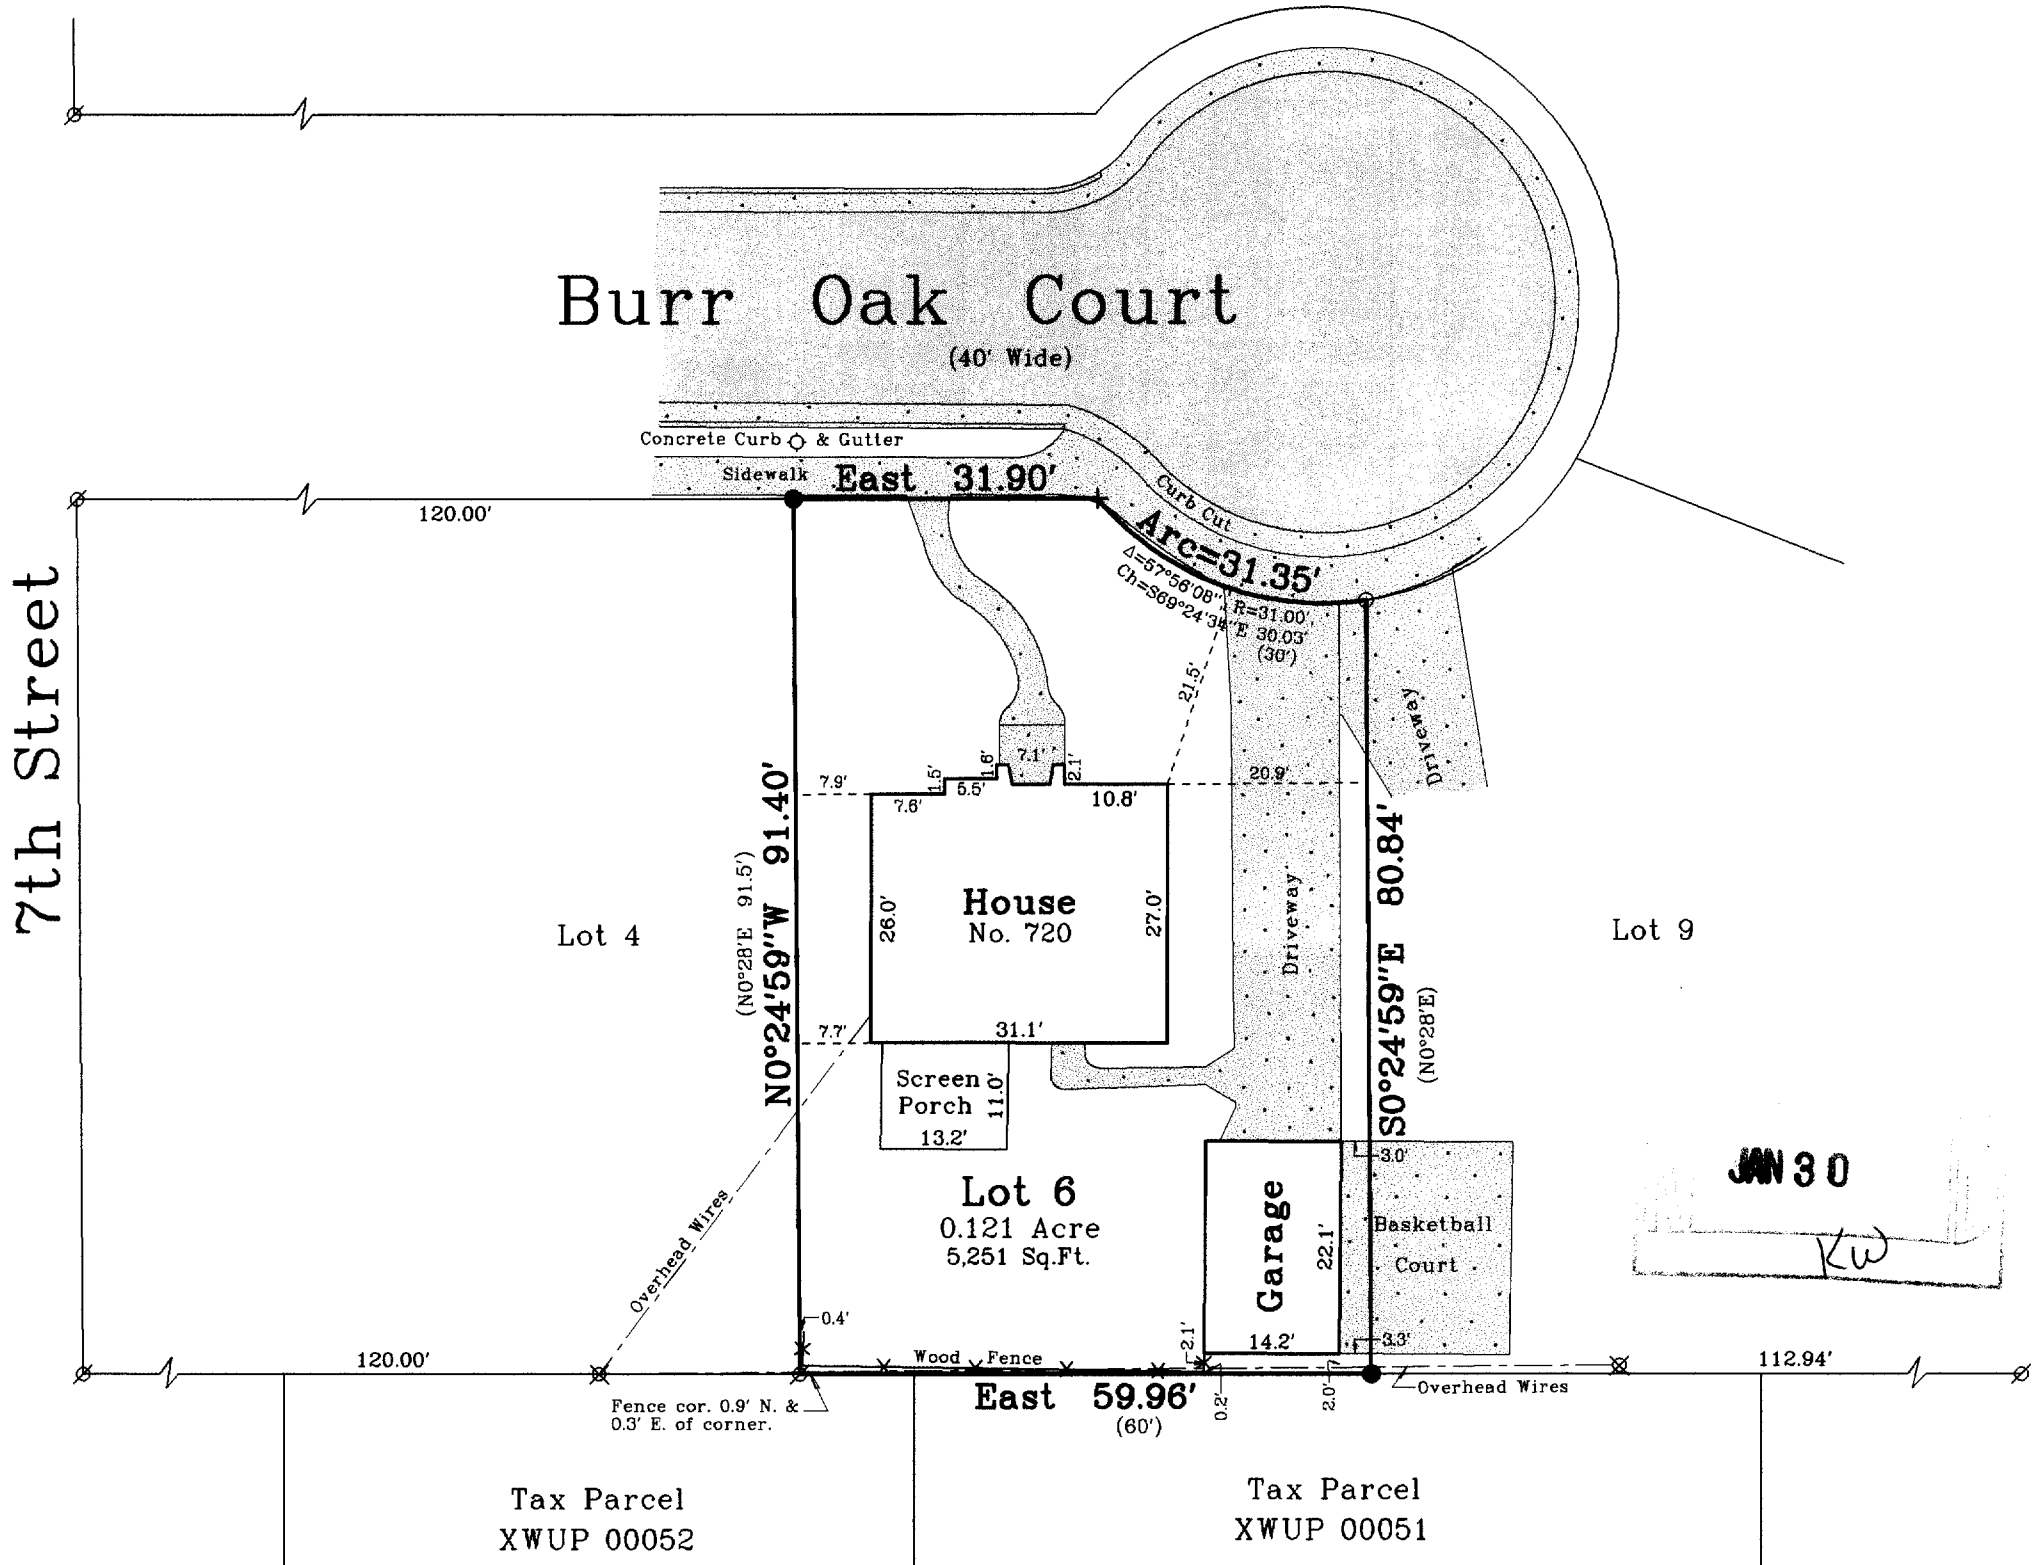 Burr Oak Court
(40' Wide)
Concrete Curb & Gutter
Sidewalk
East 31.90'
120.00'
Curb Cut
Arc=31.35'
Δ=57°56'08", R=31.00',
Ch=S69°24'34"E 30.03'
(30')
7th Street
21.5'
Driveway
7.9'
1.5'
1.6'
7.1'
2.1'
20.9'
7.6'
5.5'
10.8'
N0°24'59"W 91.40'
(N0°28'E 91.5')
Lot 4
26.0'
House
No. 720
27.0'
Driveway
S0°24'59"E 80.84'
(N0°28'E)
Lot 9
7.7'
31.1'
Screen
Porch
11.0'
13.2'
Lot 6
0.121 Acre
5,251 Sq.Ft.
Overhead Wires
Garage
22.1'
14.2'
3.0'
Basketball
Court
3.3'
JAN 30
KW
0.4'
2.1'
Wood Fence
120.00'
112.94'
Fence cor. 0.9' N. &
0.3' E. of corner.
East 59.96'
(60')
0.2'
2.0'
Overhead Wires
Tax Parcel
XWUP 00052
Tax Parcel
XWUP 00051